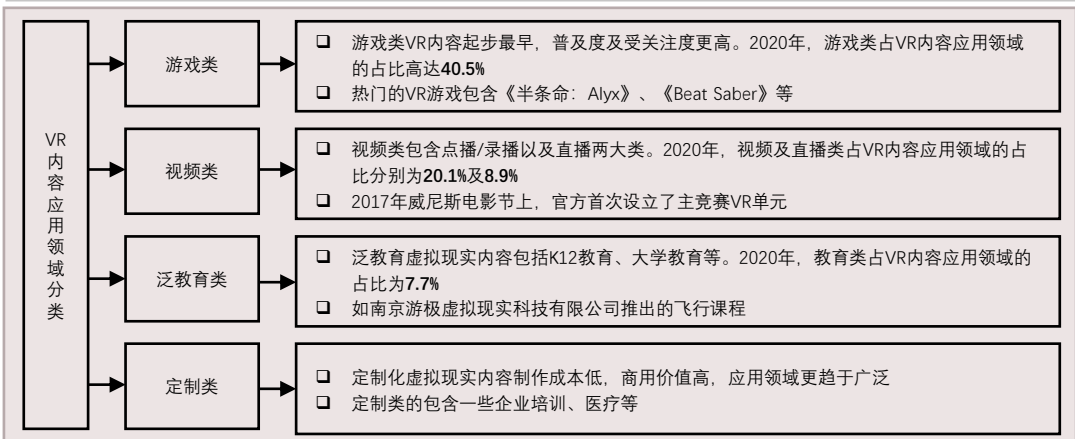 VR
内
容
应
用
领
域
分
类
游戏类
❑ 游戏类VR内容起步最早，普及度及受关注度更高。2020年，游戏类占VR内容应用领域
的占比高达40.5%
❑ 热门的VR游戏包含《半条命：Alyx》、《Beat Saber》等
视频类
❑ 视频类包含点播/录播以及直播两大类。2020年，视频及直播类占VR内容应用领域的占
比分别为20.1%及8.9%
❑ 2017年威尼斯电影节上，官方首次设立了主竞赛VR单元
泛教育类
❑ 泛教育虚拟现实内容包括K12教育、大学教育等。2020年，教育类占VR内容应用领域的
占比为7.7%
❑ 如南京游极虚拟现实科技有限公司推出的飞行课程
定制类
❑ 定制化虚拟现实内容制作成本低，商用价值高，应用领域更趋于广泛
❑ 定制类的包含一些企业培训、医疗等